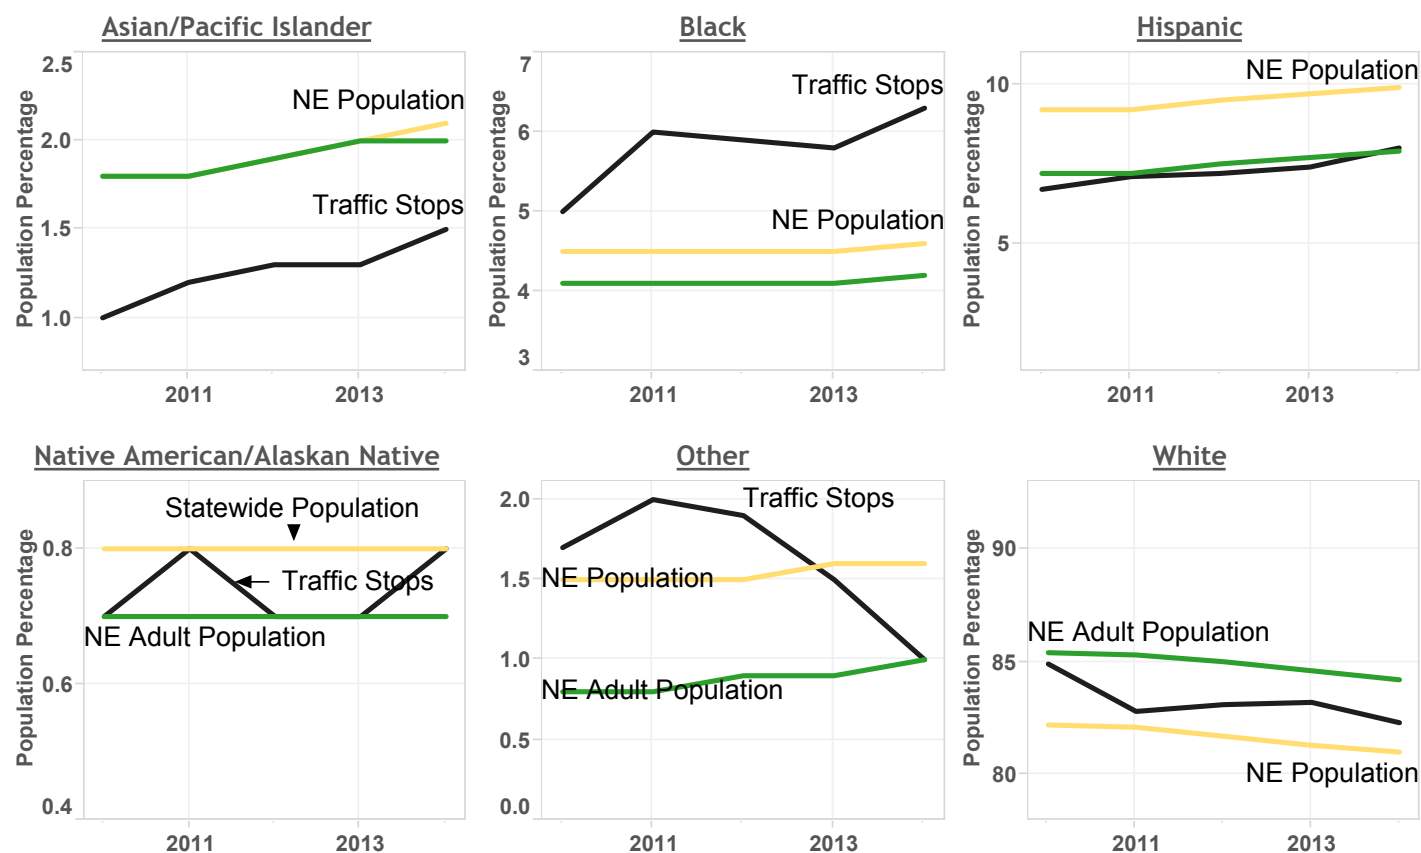 Asian/Pacific Islander
Population Percentage
2.5
2.0
1.5
1.0
NE Population
Traffic Stops
2011
2013
Black
Population Percentage
7
6
5
4
3
Traffic Stops
NE Population
2011
2013
Hispanic
Population Percentage
10
5
NE Population
2011
2013
Native American/Alaskan Native
Population Percentage
0.8
0.6
0.4
Statewide Population
Traffic Stops
NE Adult Population
2011
2013
Other
2.0
1.5
1.0
0.5
0.0
Traffic Stops
NE Population
NE Adult Population
2011
2013
White
Population Percentage
90
85
80
NE Adult Population
NE Population
2011
2013